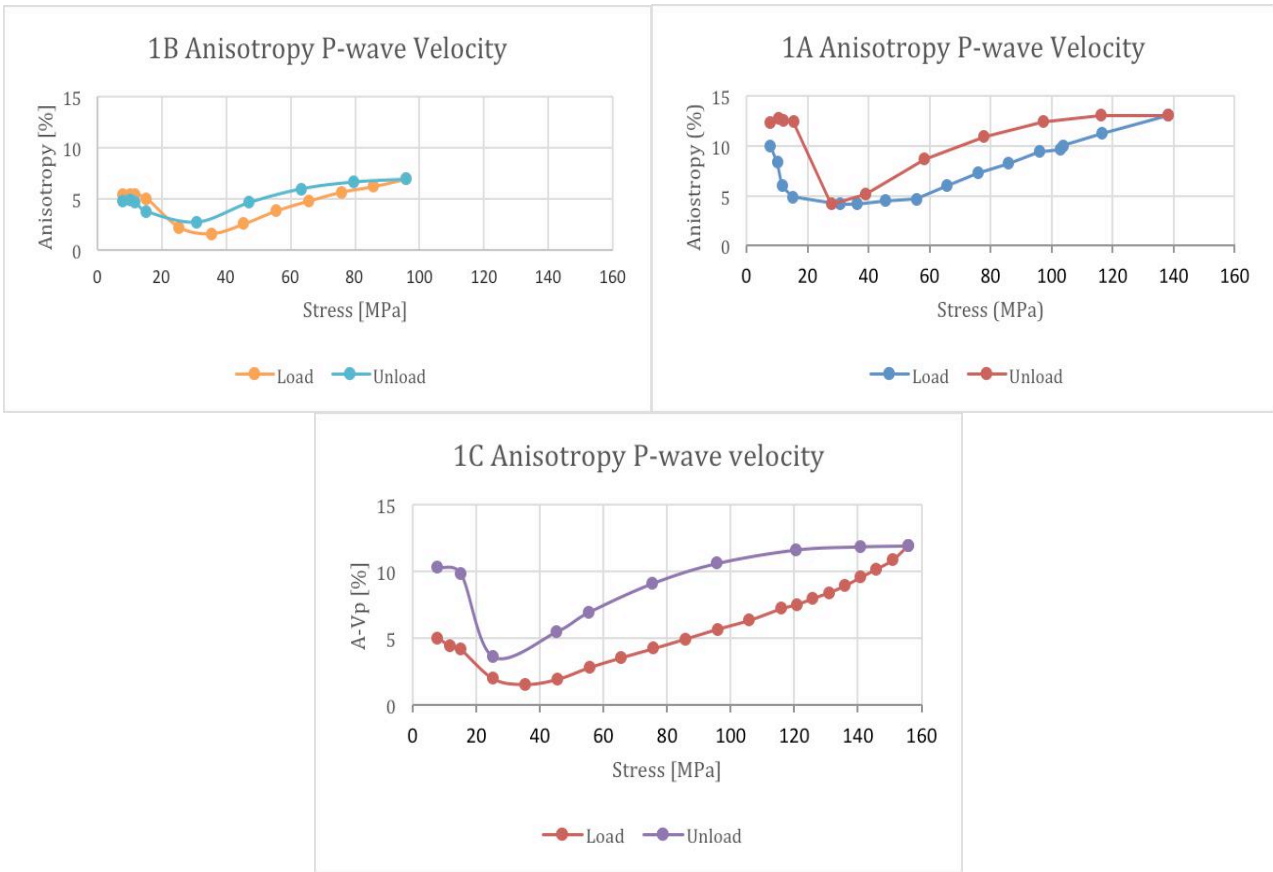 1B Anisotropy P-wave Velocity
15
10
5
0
Anisotropy [%]
0 20 40 60 80 100 120 140 160
Stress [MPa]
Load Unload
1A Anisotropy P-wave Velocity
15
10
5
0
Aniostropy (%)
0 20 40 60 80 100 120 140 160
Stress (MPa)
Load Unload
1C Anisotropy P-wave velocity
15
10
5
0
A-Vp [%]
0 20 40 60 80 100 120 140 160
Stress [MPa]
Load Unload